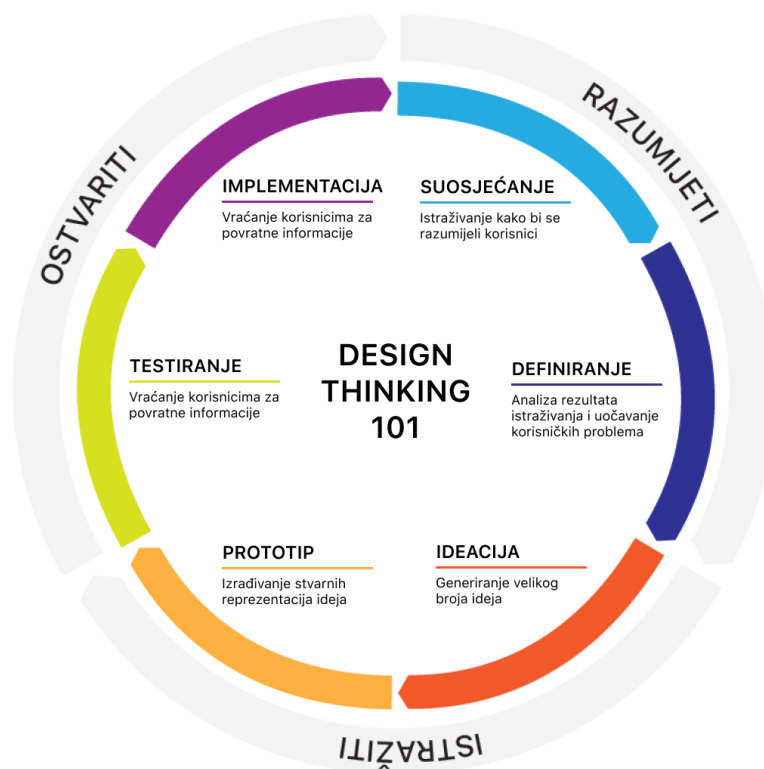 RAZUMIJETI
OSTVARITI
ISTRAŽITI
DESIGN
THINKING
101
SUOSJEĆANJE
Istraživanje kako bi se
razumijeli korisnici
DEFINIRANJE
Analiza rezultata
istraživanja i uočavanje
korisničkih problema
IDEACIJA
Generiranje velikog
broja ideja
PROTOTIP
Izrađivanje stvarnih
reprezentacija ideja
TESTIRANJE
Vraćanje korisnicima za
povratne informacije
IMPLEMENTACIJA
Vraćanje korisnicima za
povratne informacije